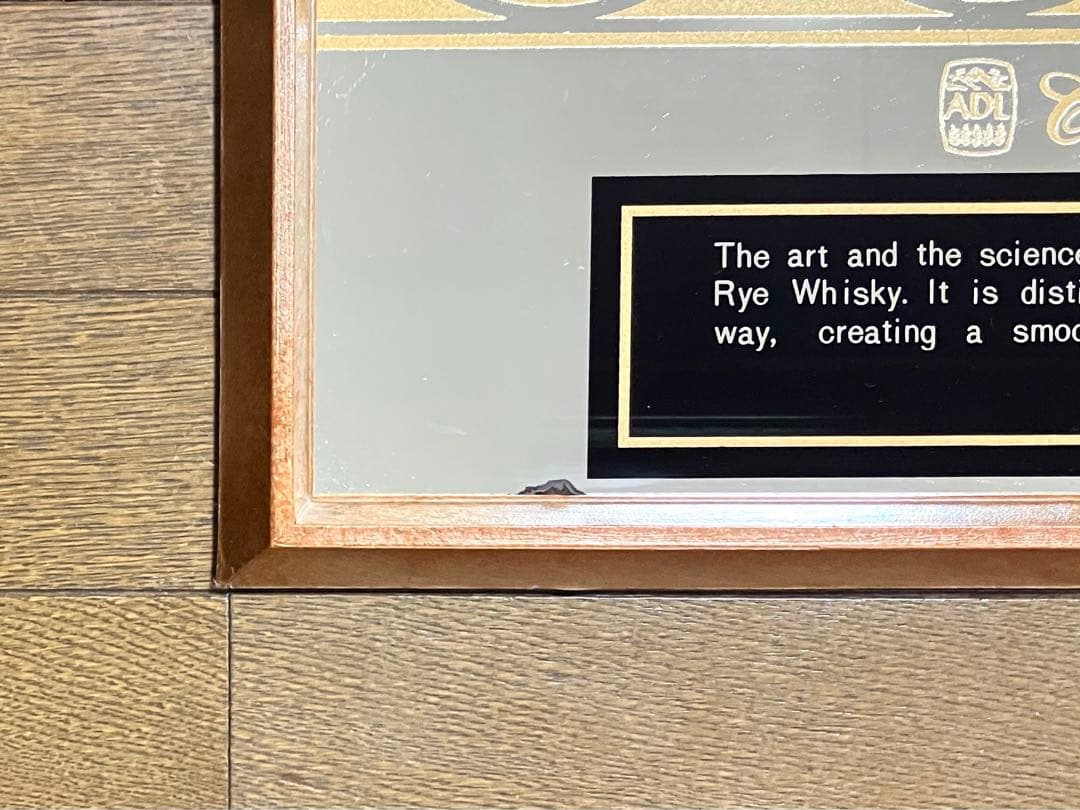 ADL
The art and the science
Rye Whisky. It is disti
way, creating a smoo